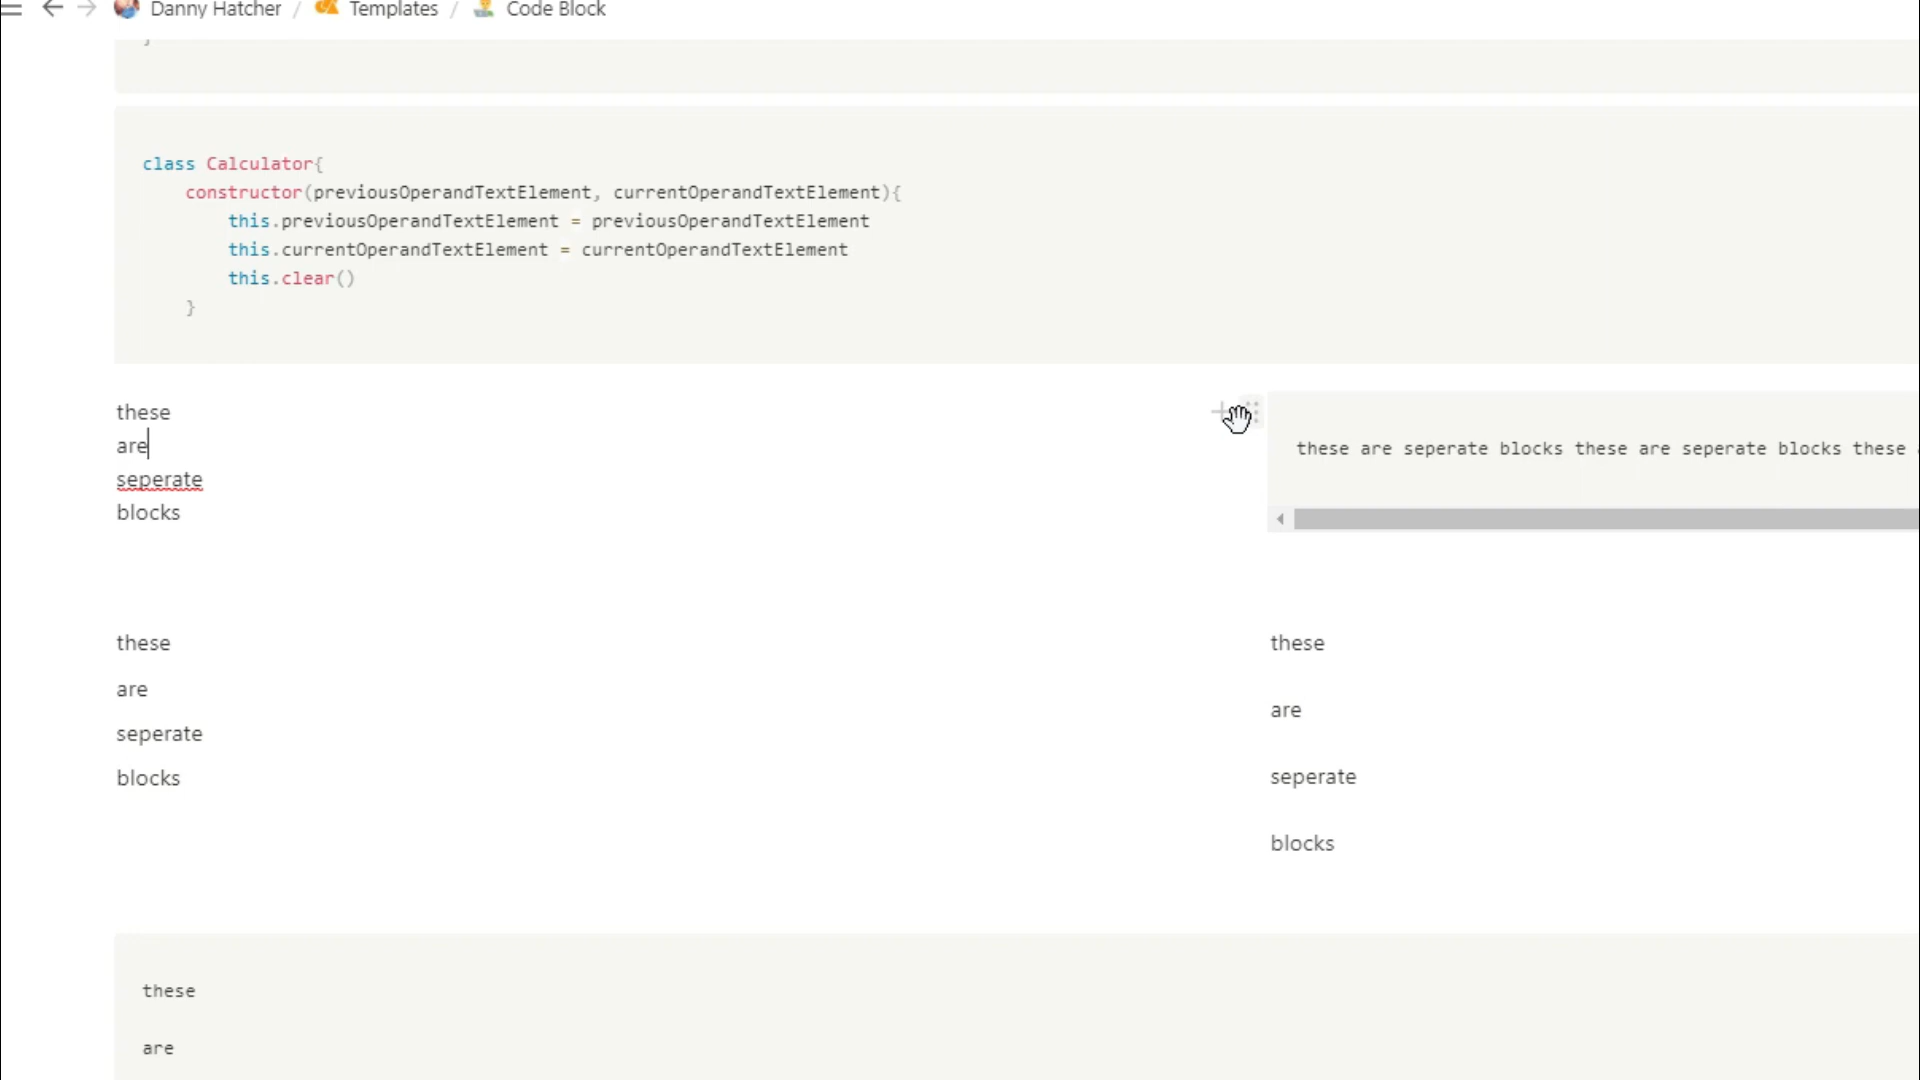 Danny Hatcher / Templates / Code Block
}
class Calculator{
constructor(previousOperandTextElement, currentOperandTextElement){
this.previousOperandTextElement = previousOperandTextElement
this.currentOperandTextElement = currentOperandTextElement
this.clear()
}
these
are
seperate
blocks
these are seperate blocks these are seperate blocks these
these
are
seperate
blocks
these
are
seperate
blocks
these
are